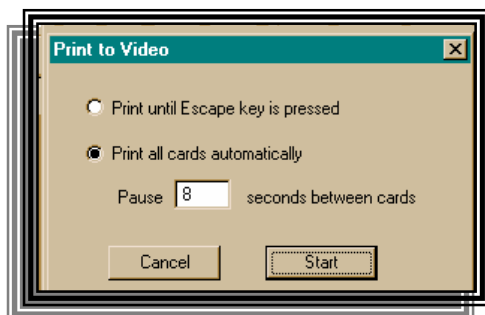 Print to Video
Print until Escape key is pressed
Print all cards automatically
Pause 8 seconds between cards
Cancel Start